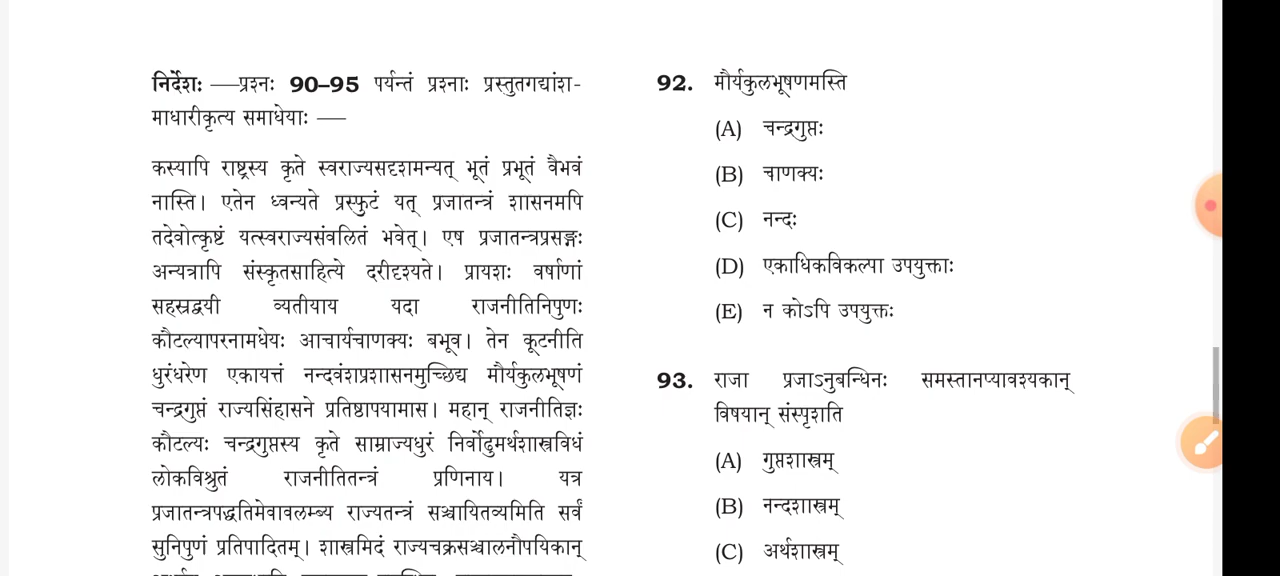 निर्देशः —प्रश्नः 90–95 पर्यन्तं प्रश्नाः प्रस्तुतगद्यांश-
माधारीकृत्य समाधेयाः —
कस्यापि राष्ट्रस्य कृते स्वराज्यसदृशमन्यत् भूतं प्रभूतं वैभवं
नास्ति। एतेन ध्वन्यते प्रस्फुटं यत् प्रजातन्त्रं शासनमपि
तदेवोत्कृष्टं यत्स्वराज्यसंवलितं भवेत्। एष प्रजातन्त्रप्रसङ्गः
अन्यत्रापि संस्कृतसाहित्ये दरीदृश्यते। प्रायशः वर्षाणां
सहस्रद्वयी व्यतीयाय यदा राजनीतिनिपुणः
कौटल्यापरनामधेयः आचार्यचाणक्यः बभूव। तेन कूटनीति
धुरंधरेण एकायत्तं नन्दवंशप्रशासनमुच्छिद्य मौर्यकुलभूषणं
चन्द्रगुप्तं राज्यसिंहासने प्रतिष्ठापयामास। महान् राजनीतिज्ञः
कौटल्यः चन्द्रगुप्तस्य कृते साम्राज्यधुरं निर्वोढुमर्थशास्त्रविधं
लोकविश्रुतं राजनीतितन्त्रं प्रणिनाय। यत्र
प्रजातन्त्रपद्धतिमेवावलम्ब्य राज्यतन्त्रं सञ्चायितव्यमिति सर्वं
सुनिपुणं प्रतिपादितम्। शास्त्रमिदं राज्यचक्रसञ्चालनौपयिकान्
92. मौर्यकुलभूषणमस्ति
(A) चन्द्रगुप्तः
(B) चाणक्यः
(C) नन्दः
(D) एकाधिकविकल्पा उपयुक्ताः
(E) न कोऽपि उपयुक्तः
93. राजा प्रजाऽनुबन्धिनः समस्तानप्यावश्यकान्
विषयान् संस्पृशति
(A) गुप्तशास्त्रम्
(B) नन्दशास्त्रम्
(C) अर्थशास्त्रम्